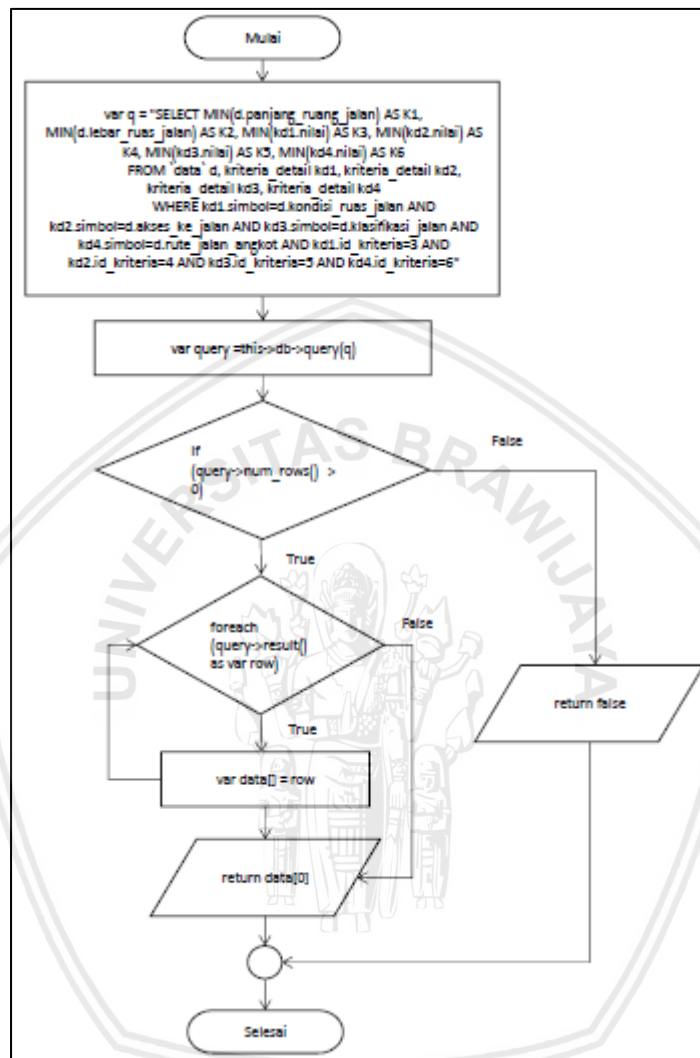 Mulai
var q = "SELECT MIN(d.panjang_ruang_jalan) AS K1,
MIN(d.lebar_ruas_jalan) AS K2, MIN(kd1.nilai) AS K3, MIN(kd2.nilai) AS
K4, MIN(kd3.nilai) AS K5, MIN(kd4.nilai) AS K6
FROM `data` d, kriteria_detail kd1, kriteria_detail kd2,
kriteria_detail kd3, kriteria_detail kd4
WHERE kd1.simbol=d.kondisi_ruas_jalan AND
kd2.simbol=d.akses_ke_jalan AND kd3.simbol=d.klasifikasi_jalan AND
kd4.simbol=d.rute_jalan_angkot AND kd1.id_kriteria=3 AND
kd2.id_kriteria=4 AND kd3.id_kriteria=5 AND kd4.id_kriteria=6"
var query =this->db->query(q)
If
(query->num_rows() >
0)
False
True
foreach
(query->result()
as var row)
False
True
return false
var data[] = row
return data[0]
Selesai
UNIVERSITAS BRAWIJAYA